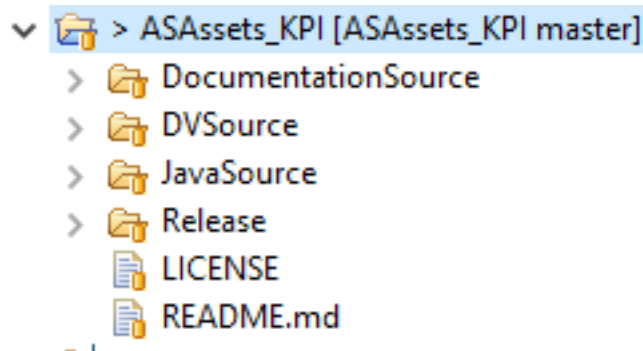 > ASAssets_KPI [ASAssets_KPI master]
DocumentationSource
DVSource
JavaSource
Release
LICENSE
README.md